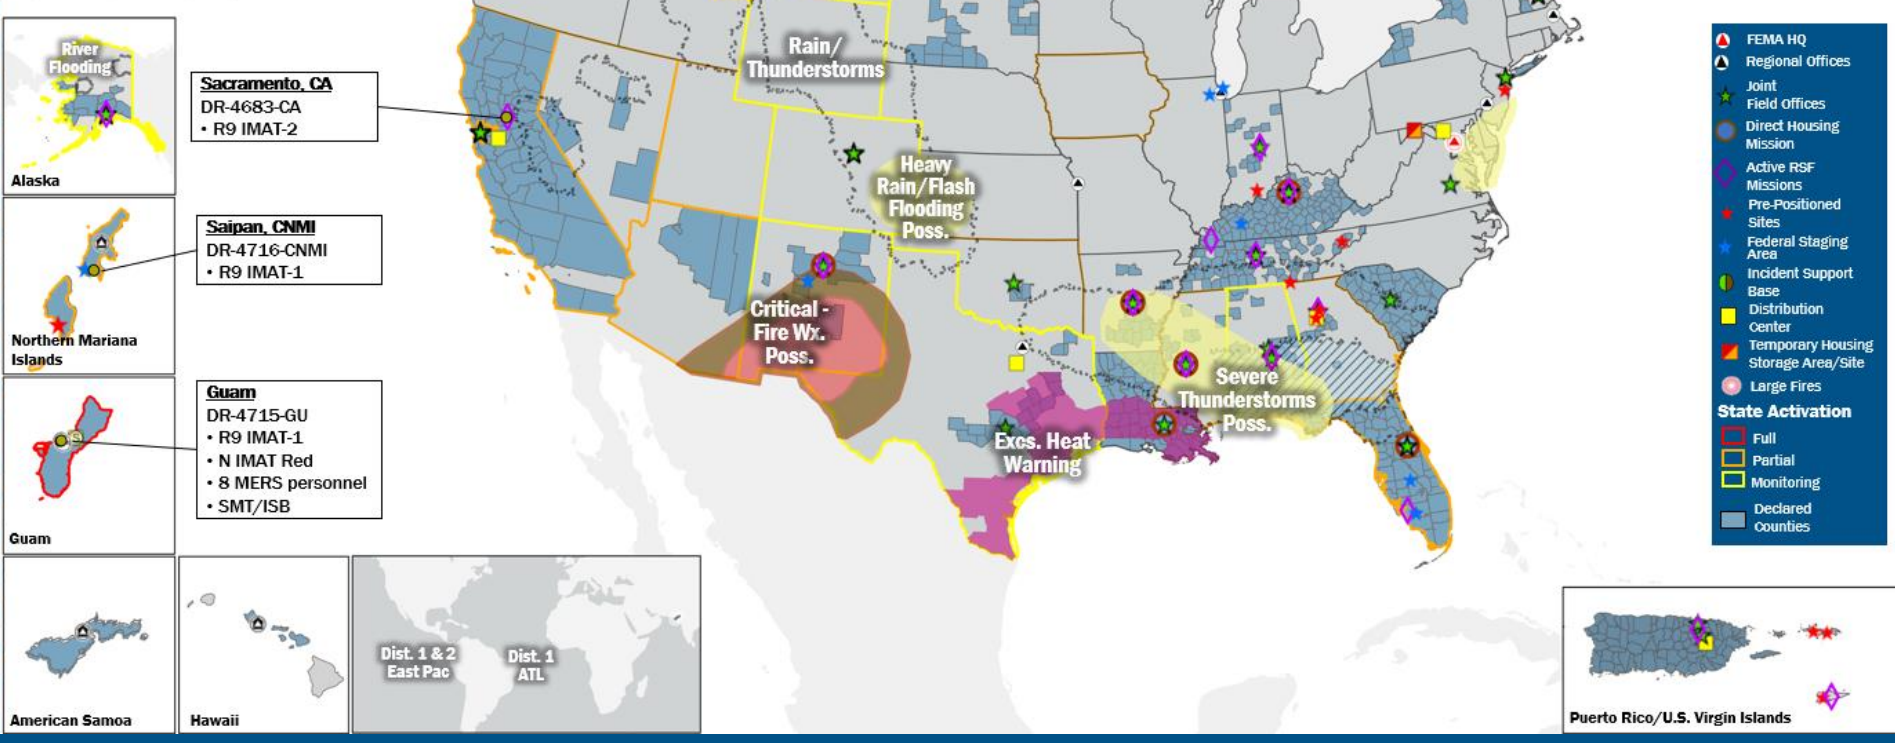 River
Flooding
Alaska
Sacramento, CA
DR-4683-CA
• R9 IMAT-2
Saipan, CNMI
DR-4716-CNMI
• R9 IMAT-1
Northern Mariana
Islands
Guam
DR-4715-GU
• R9 IMAT-1
• N IMAT Red
• 8 MERS personnel
• SMT/ISB
S
Guam
American Samoa
Hawaii
Dist. 1 & 2
East Pac
Dist. 1
ATL
Rain/
Thunderstorms
Heavy
Rain/Flash
Flooding
Poss.
Critical -
Fire Wx.
Poss.
Excs. Heat
Warning
Severe
Thunderstorms
Poss.
FEMA HQ
Regional Offices
Joint
Field Offices
Direct Housing
Mission
Active RSF
Missions
Pre-Positioned
Sites
Federal Staging
Area
Incident Support
Base
Distribution
Center
Temporary Housing
Storage Area/Site
Large Fires
State Activation
Full
Partial
Monitoring
Declared
Counties
Puerto Rico/U.S. Virgin Islands